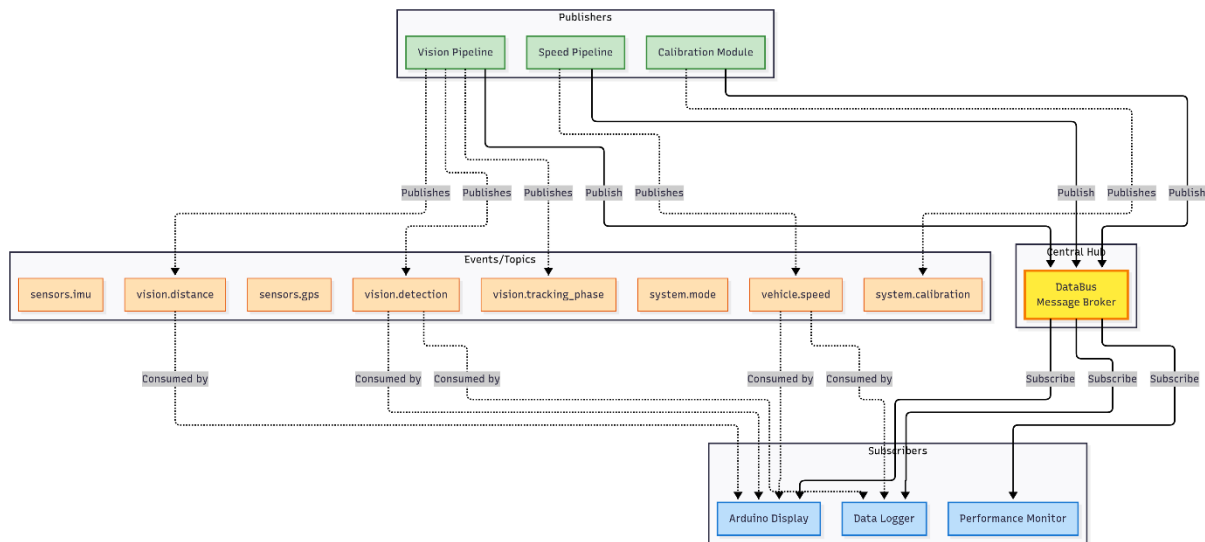 Publishers
Vision Pipeline
Speed Pipeline
Calibration Module
Publishes
Publishes
Publishes
Publish
Publishes
Publish
Publishes
Publish
Events/Topics
Central Hub
sensors.imu
vision.distance
sensors.gps
vision.detection
vision.tracking_phase
system.mode
vehicle.speed
system.calibration
DataBus
Message Broker
Consumed by
Consumed by
Consumed by
Consumed by
Consumed by
Subscribe
Subscribe
Subscribe
Subscribers
Arduino Display
Data Logger
Performance Monitor